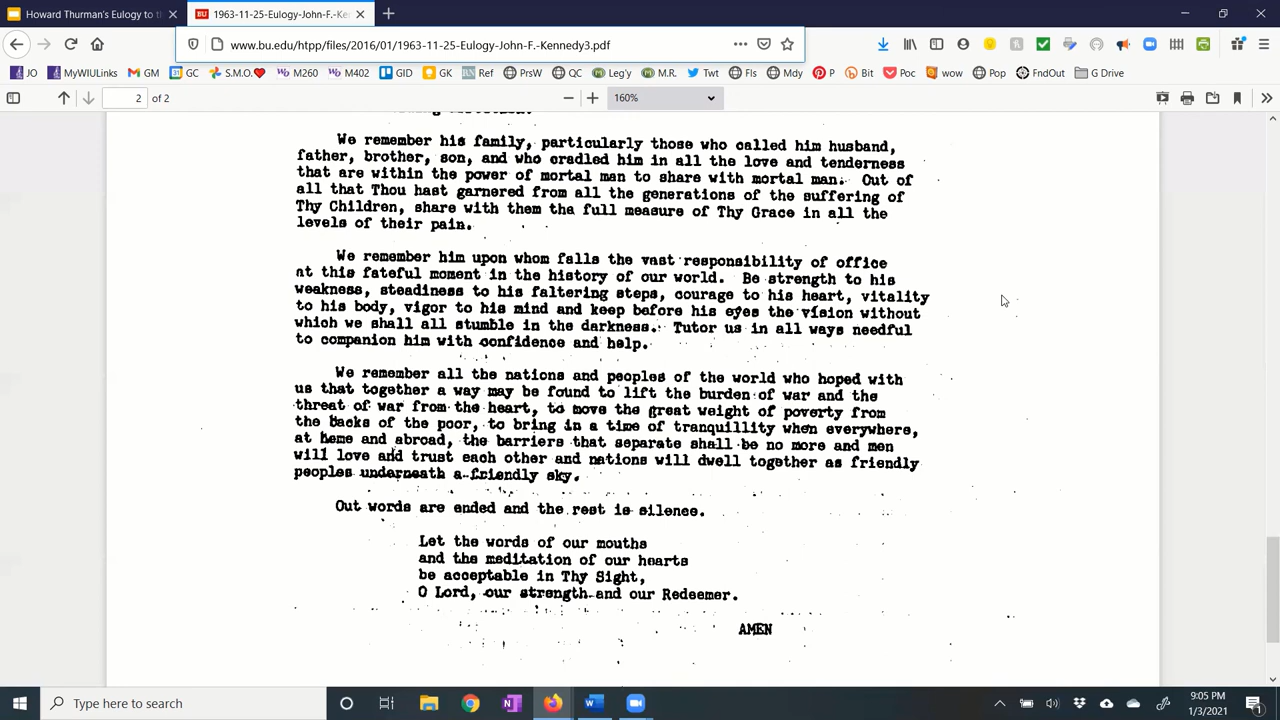 Howard Thurman's Eulogy to t
1963-11-25-Eulogy-John-F.-Ke
www.bu.edu/htpp/files/2016/01/1963-11-25-Eulogy-John-F.-Kennedy3.pdf
JO MyWIULinks GM GC S.M.O. M260 M402 GID GK Ref PrsW QC Leg'y M.R. Twt Fls Mdy P Bit Poc wow Pop FndOut G Drive
2 of 2 160%
We remember his family, particularly those who called him husband,
father, brother, son, and who cradled him in all the love and tenderness
that are within the power of mortal man to share with mortal man. Out of
all that Thou hast garnered from all the generations of the suffering of
Thy Children, share with them tha full measure of Thy Grace in all the
levels of their pain.
We remember him upon whom falls the vast responsibility of office
at this fateful moment in the history of our world. Be strength to his
weakness, steadiness to his faltering steps, courage to his heart, vitality
to his body, vigor to his mind and keep before his eyes the vision without
which we shall all stumble in the darkness. Tutor us in all ways needful
to companion him with confidence and help.
We remember all the nations and peoples of the world who hoped with
us that together a way may be found to lift the burden of war and the
threat of war from the heart, to move the great weight of poverty from
the backs of the poor, to bring in a time of tranquillity when everywhere,
at home and abroad, the barriers that separate shall be no more and men
will love and trust each other and nations will dwell together as friendly
peoples underneath a friendly sky.
Out words are ended and the rest is silence.
Let the words of our mouths
and the meditation of our hearts
be acceptable in Thy Sight,
O Lord, our strength and our Redeemer.
AMEN
Type here to search
9:05 PM
1/3/2021